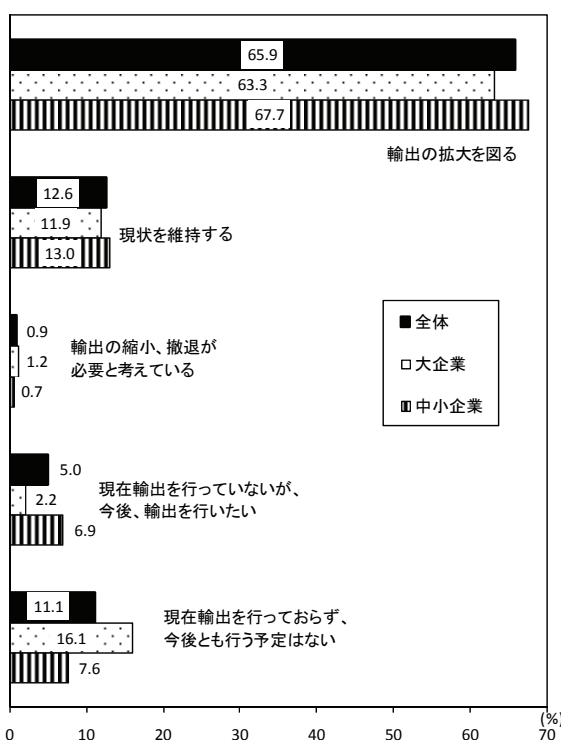 65.9
63.3
67.7
輸出の拡大を図る
12.6
11.9
13.0
現状を維持する
0.9
1.2
0.7
輸出の縮小、撤退が
必要と考えている
■全体
□大企業
中小企業
5.0
2.2
6.9
現在輸出を行っていないが、
今後、輸出を行いたい
11.1
16.1
7.6
現在輸出を行っておらず、
今後とも行う予定はない
(%)
0 10 20 30 40 50 60 70